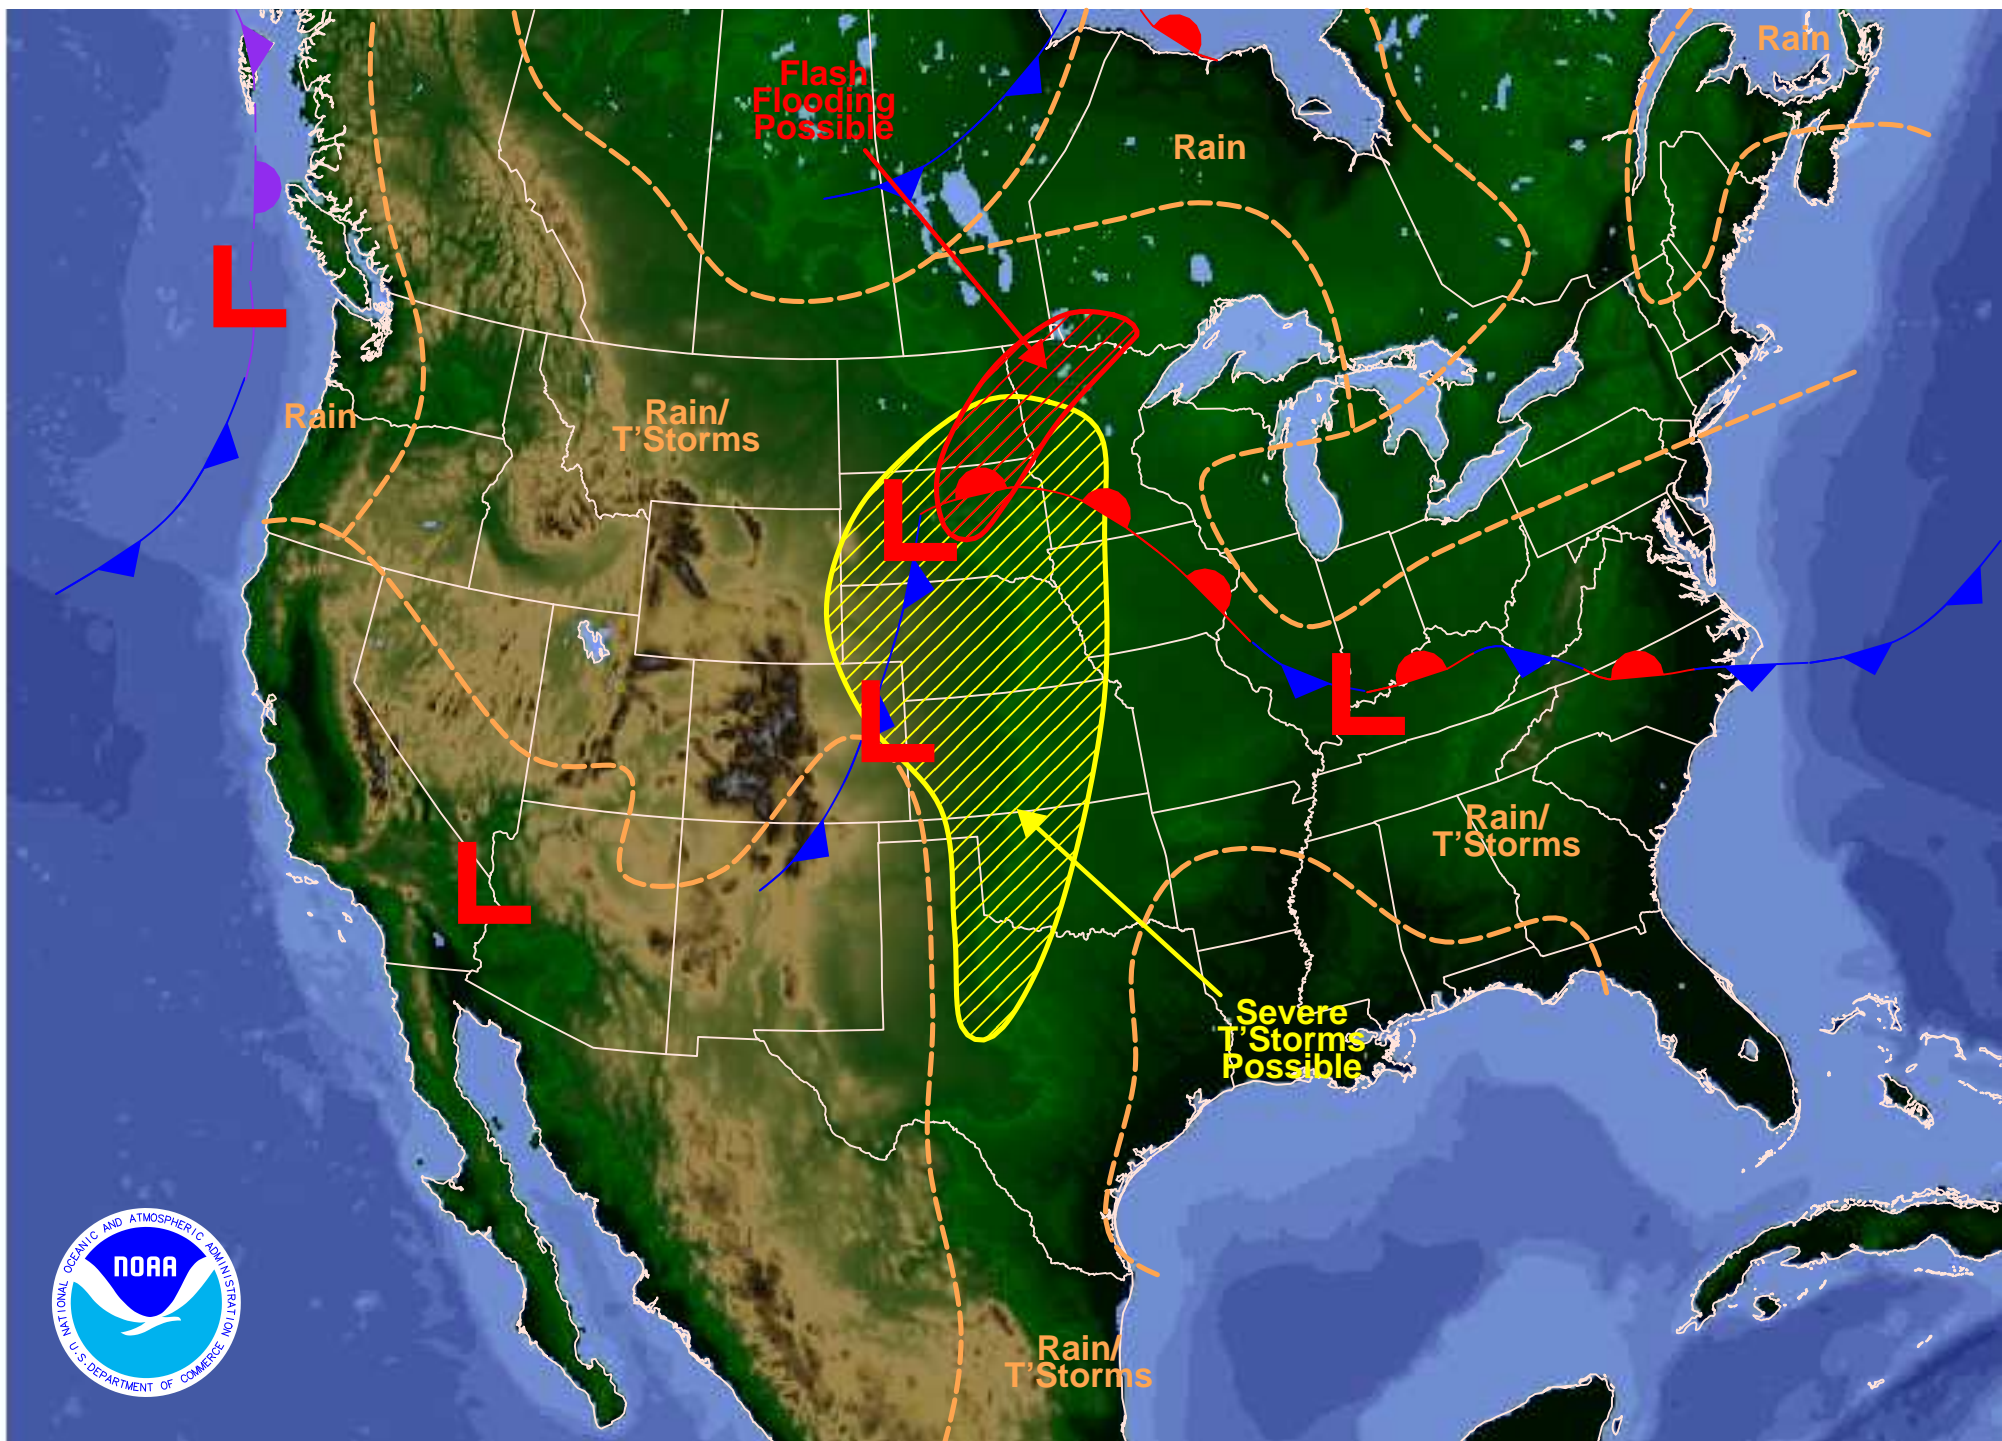 Rain
Flash
Flooding
Possible
Rain
L
Rain
Rain/
T'Storms
L
L
L
Rain/
T'Storms
L
Severe
T'Storms
Possible
NATIONAL OCEANIC AND ATMOSPHERIC ADMINISTRATION
NOAA
U.S. DEPARTMENT OF COMMERCE
Rain/
T'Storms